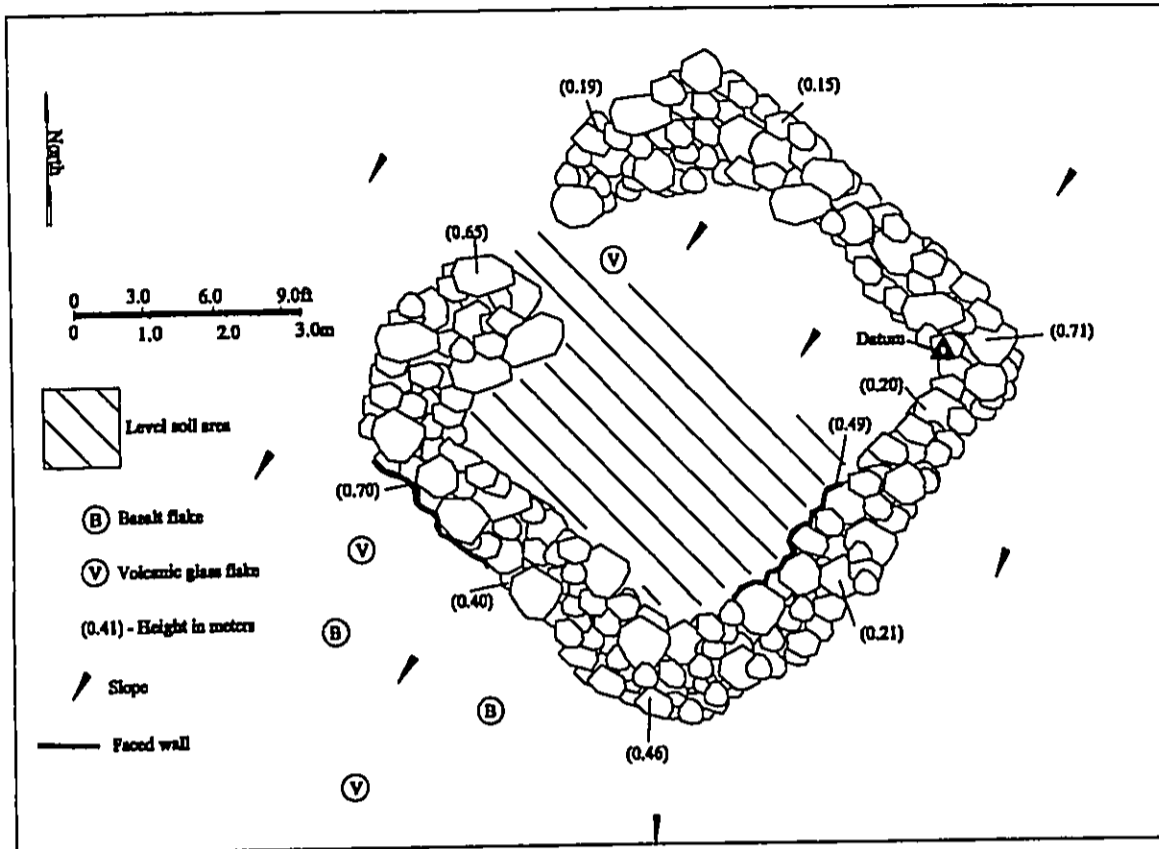 North
(0.19)
(0.15)
(0.65)
V
0 3.0 6.0 9.0ft
0 1.0 2.0 3.0m
Datum
(0.71)
(0.20)
(0.49)
Level soil area
(0.70)
B Basalt flake
V
V Volcanic glass flake
(0.40)
(0.41) - Height in meters
B
(0.21)
Slope
B
Faced wall
(0.46)
V